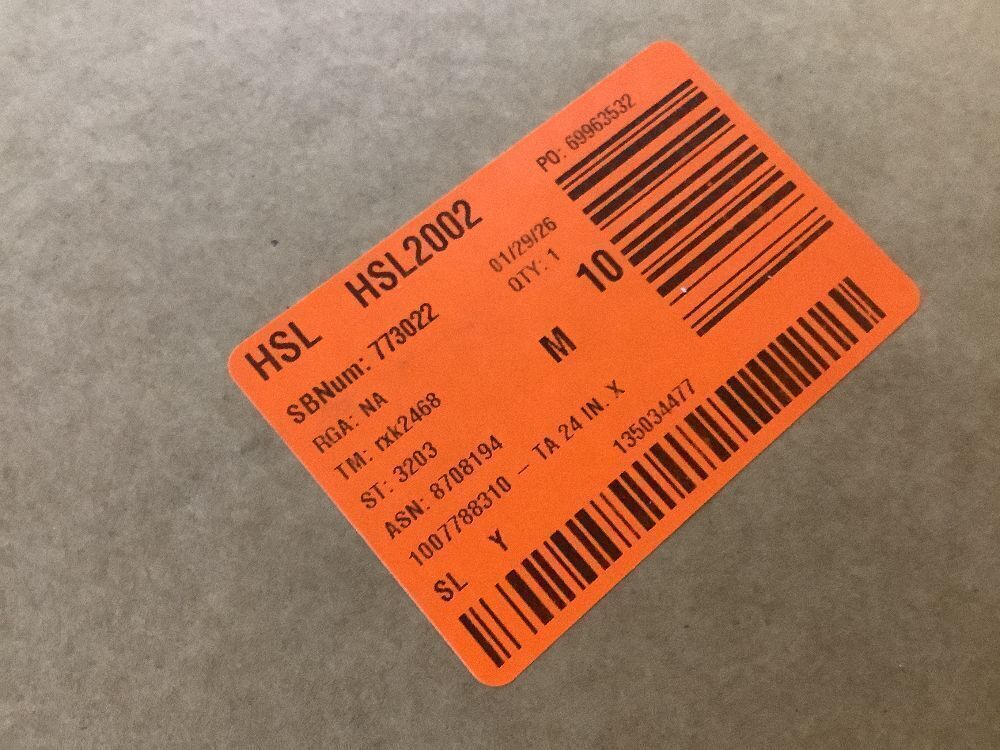 HSL HSL2002
SBNum: 773022
01/29/26
QTY: 1
PO: 69963532
RGA: NA
TM: rxk2468
M
10
ST: 3203
ASN: 8708194
1007788310 – TA 24 IN. X
SL Y
135034477